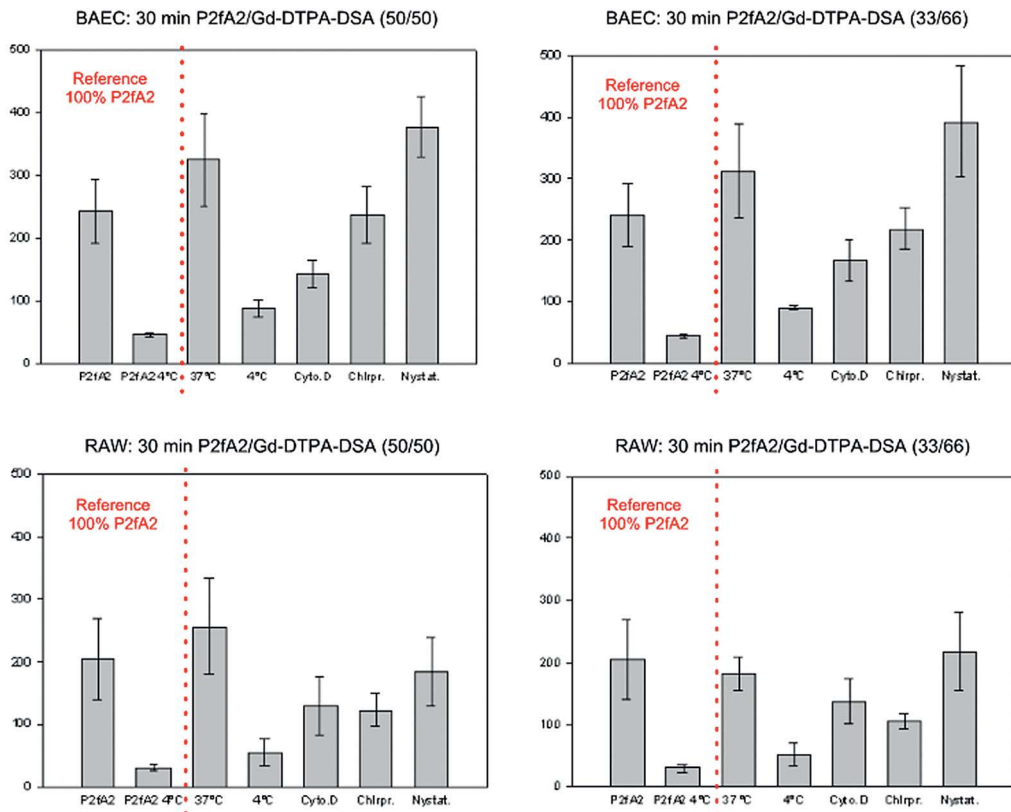 BAEC: 30 min P2fA2/Gd-DTPA-DSA (50/50)
500
400
300
200
100
0
Reference
100% P2fA2
P2fA2 P2fA2 4°C 37°C 4°C Cyto.D Chlrpr. Nystat.
BAEC: 30 min P2fA2/Gd-DTPA-DSA (33/66)
500
400
300
200
100
0
Reference
100% P2fA2
P2fA2 P2fA2 4°C 37°C 4°C Cyto.D Chlrpr. Nystat.
RAW: 30 min P2fA2/Gd-DTPA-DSA (50/50)
500
400
300
200
100
0
Reference
100% P2fA2
P2fA2 P2fA2 4°C 37°C 4°C Cyto.D Chlrpr. Nystat.
RAW: 30 min P2fA2/Gd-DTPA-DSA (33/66)
500
400
300
200
100
0
Reference
100% P2fA2
P2fA2 P2fA2 4°C 37 °C 4°C Cyto.D Chlrpr. Nystat.